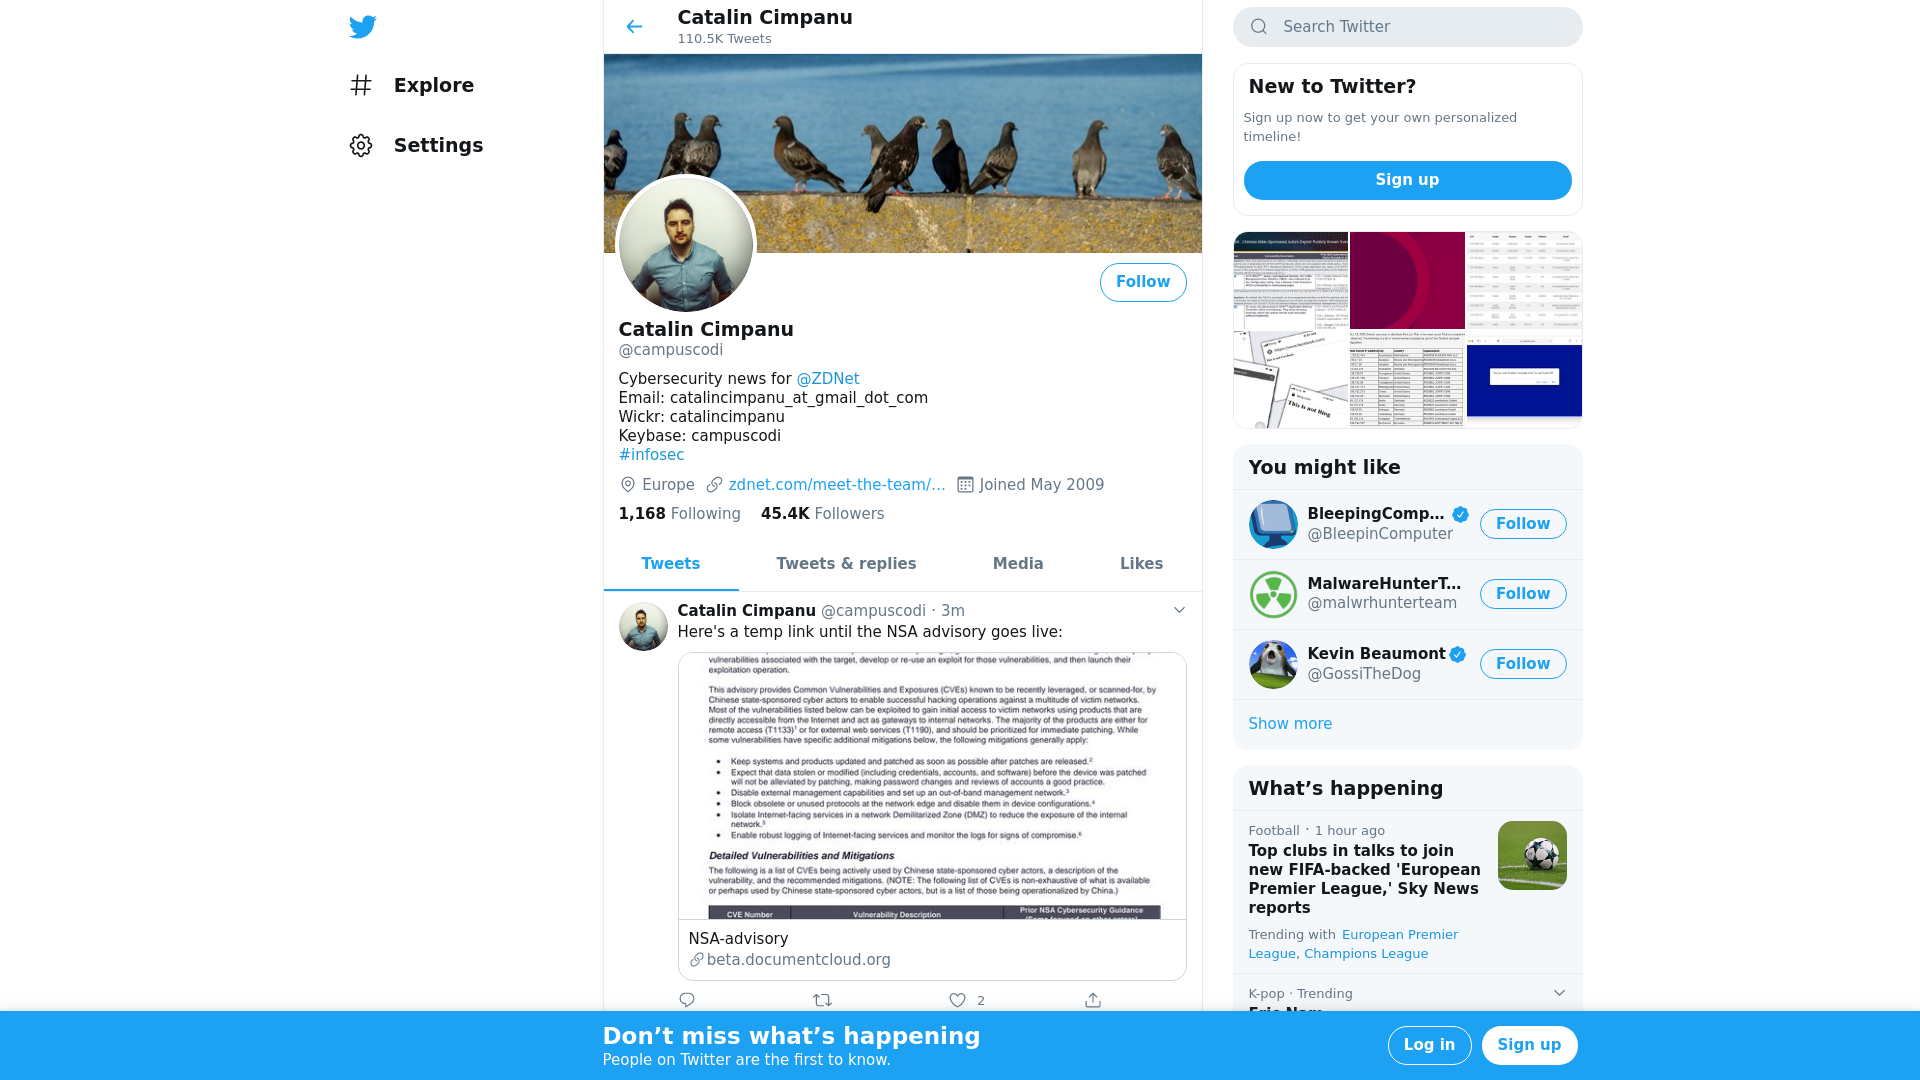 Explore
Settings
Catalin Cimpanu
110.5K Tweets
Follow
Catalin Cimpanu
@campuscodi
Cybersecurity news for @ZDNet
Email: catalincimpanu_at_gmail_dot_com
Wickr: catalincimpanu
Keybase: campuscodi
#infosec
Europe zdnet.com/meet-the-team/… Joined May 2009
1,168 Following 45.4K Followers
Tweets Tweets & replies Media Likes
Catalin Cimpanu @campuscodi · 3m
Here's a temp link until the NSA advisory goes live:
vulnerabilities associated with the target, develop or re-use an exploit for those vulnerabilities, and then launch their
exploitation operation.
This advisory provides Common Vulnerabilities and Exposures (CVEs) known to be recently leveraged, or scanned-for, by
Chinese state-sponsored cyber actors to enable successful hacking operations against a multitude of victim networks.
Most of the vulnerabilities listed below can be exploited to gain initial access to victim networks using products that are
directly accessible from the Internet and act as gateways to internal networks. The majority of the products are either for
remote access (T1133)¹ or for external web services (T1190), and should be prioritized for immediate patching. While
some vulnerabilities have specific additional mitigations below, the following mitigations generally apply:
• Keep systems and products updated and patched as soon as possible after patches are released.²
• Expect that data stolen or modified (including credentials, accounts, and software) before the device was patched
will not be alleviated by patching, making password changes and reviews of accounts a good practice.
• Disable external management capabilities and set up an out-of-band management network.³
• Block obsolete or unused protocols at the network edge and disable them in device configurations.⁴
• Isolate Internet-facing services in a network Demilitarized Zone (DMZ) to reduce the exposure of the internal
network.⁵
• Enable robust logging of Internet-facing services and monitor the logs for signs of compromise.⁶
Detailed Vulnerabilities and Mitigations
The following is a list of CVEs being actively used by Chinese state-sponsored cyber actors, a description of the
vulnerability, and the recommended mitigations. (NOTE: The following list of CVEs is non-exhaustive of what is available
or perhaps used by Chinese state-sponsored cyber actors, but is a list of those being operationalized by China.)
CVE Number Vulnerability Description Prior NSA Cybersecurity Guidance
NSA-advisory
beta.documentcloud.org
2
Search Twitter
New to Twitter?
Sign up now to get your own personalized
timeline!
Sign up
This is not Bing
You might like
BleepingComp…
@BleepinComputer
Follow
MalwareHunterT…
@malwrhunterteam
Follow
Kevin Beaumont
@GossiTheDog
Follow
Show more
What’s happening
Football · 1 hour ago
Top clubs in talks to join
new FIFA-backed 'European
Premier League,' Sky News
reports
Trending with European Premier
League, Champions League
K-pop · Trending
Eric Nam
Don’t miss what’s happening
People on Twitter are the first to know.
Log in
Sign up